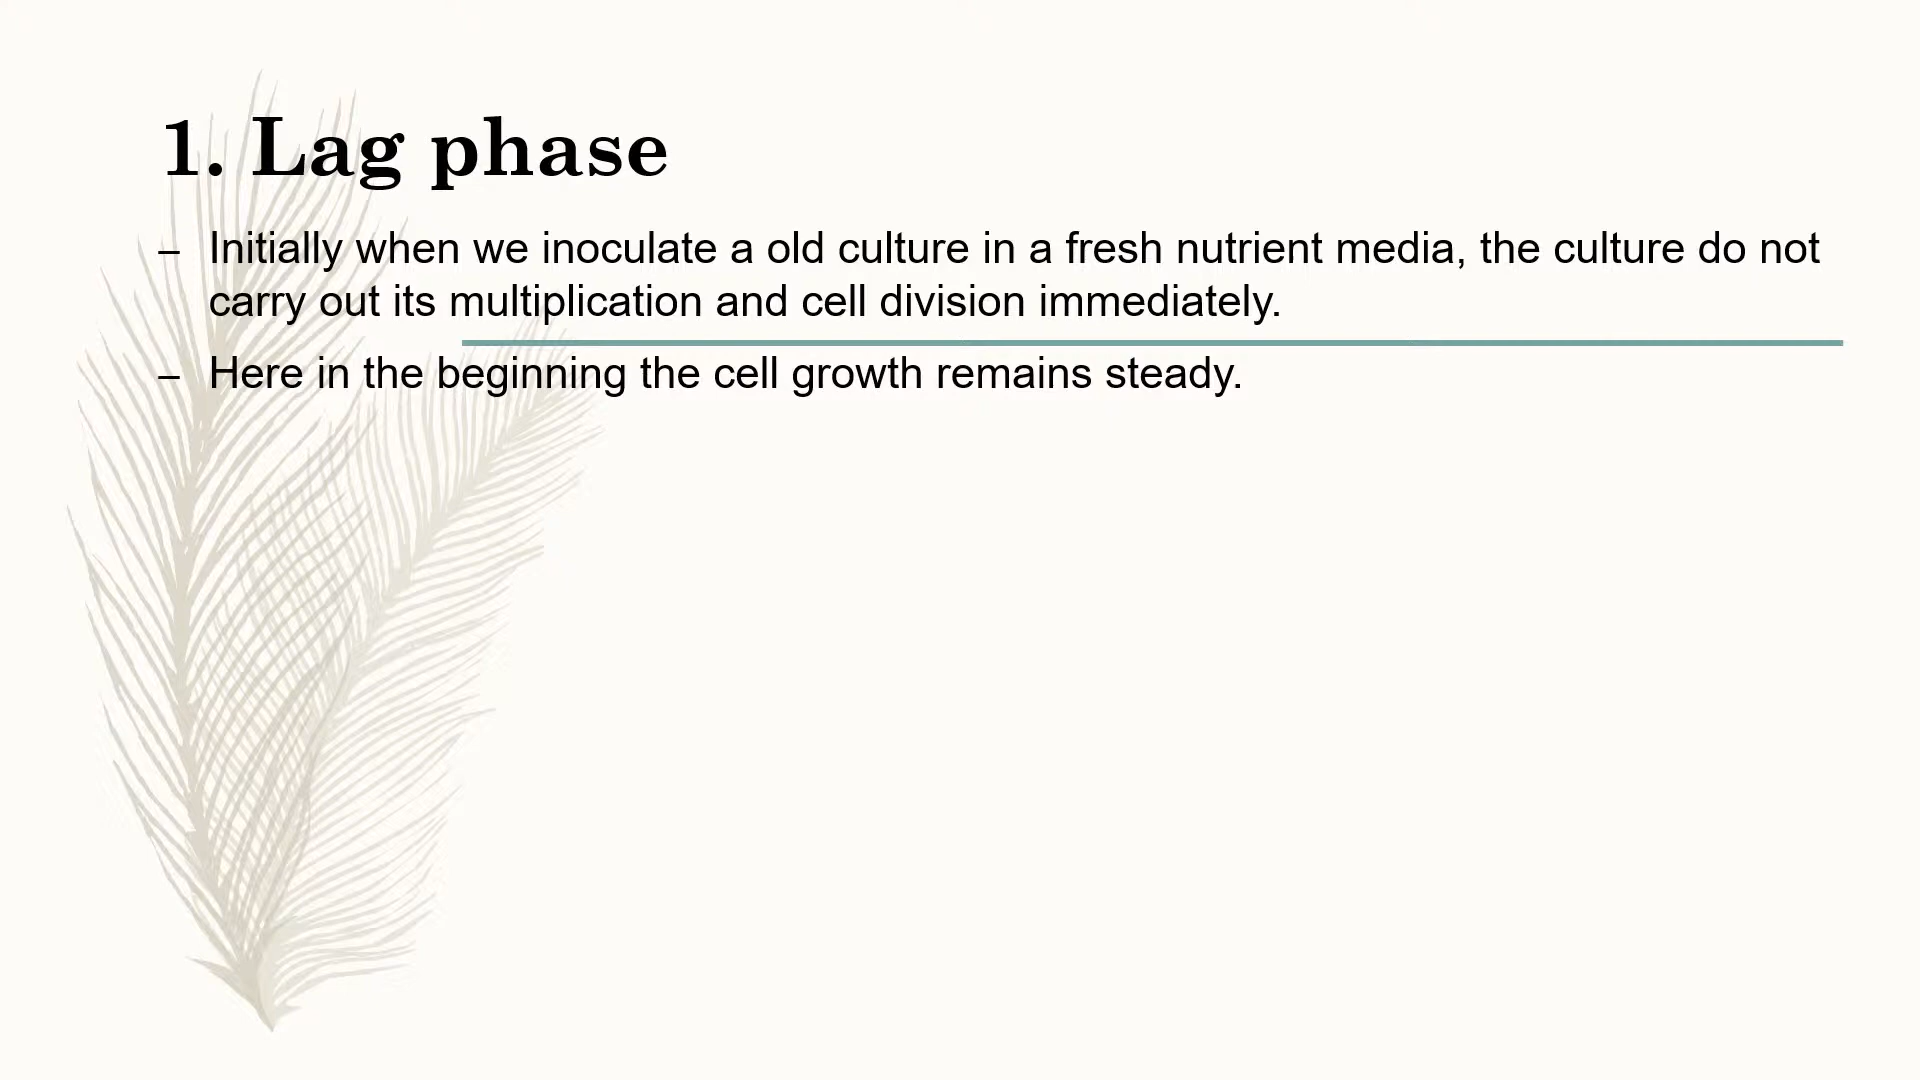 1. Lag phase
– Initially when we inoculate a old culture in a fresh nutrient media, the culture do not
carry out its multiplication and cell division immediately.
– Here in the beginning the cell growth remains steady.